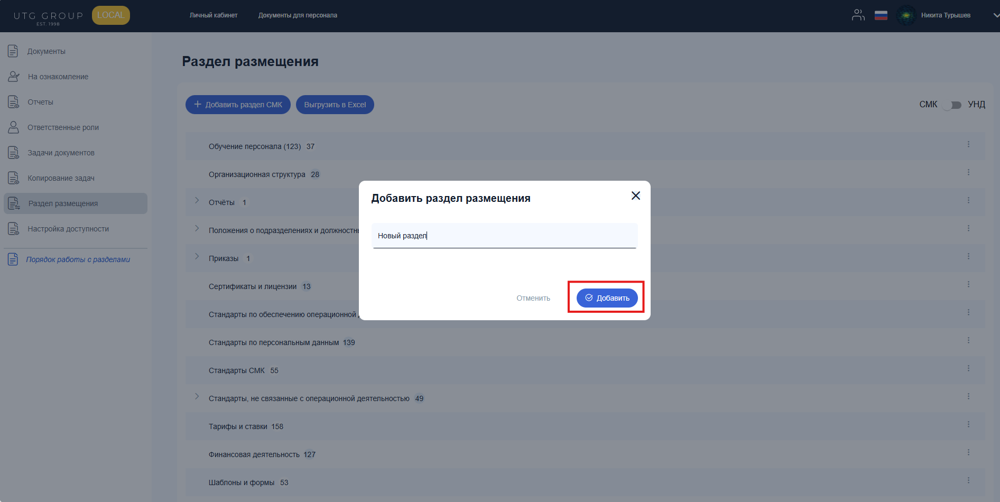 UTG GROUP
EST. 1998
LOCAL
Личный кабинет
Документы для персонала
Никита Турышев
Документы
На ознакомление
Отчеты
Ответственные роли
Задачи документов
Копирование задач
Раздел размещения
Настройка доступности
Порядок работы с разделами
Раздел размещения
Добавить раздел СМК
Выгрузить в Excel
СМК
УНД
Обучение персонала (123) 37
Организационная структура 28
Отчёты 1
Положения о подразделениях и должностн
Приказы 1
Сертификаты и лицензии 13
Стандарты по обеспечению операционной
Стандарты по персональным данным 139
Стандарты СМК 55
Стандарты, не связанные с операционной деятельностью 49
Тарифы и ставки 158
Финансовая деятельность 127
Шаблоны и формы 53
Добавить раздел размещения
Новый раздел
Отменить
Добавить